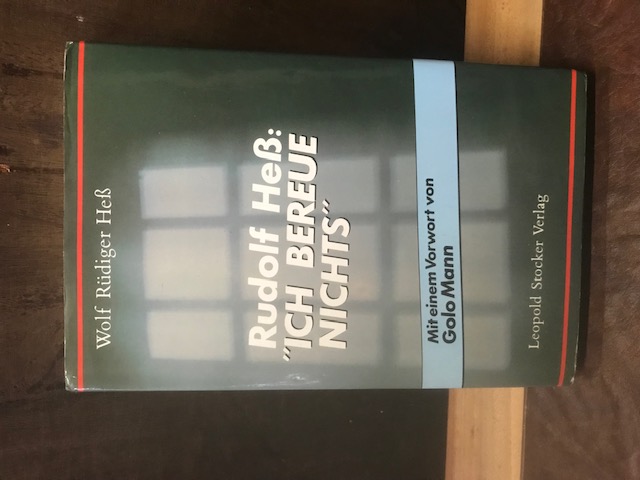 Wolf Rüdiger Heß
Rudolf Heß:
"ICH BEREUE
NICHTS"
Mit einem Vorwort von
Golo Mann
Leopold Stocker Verlag